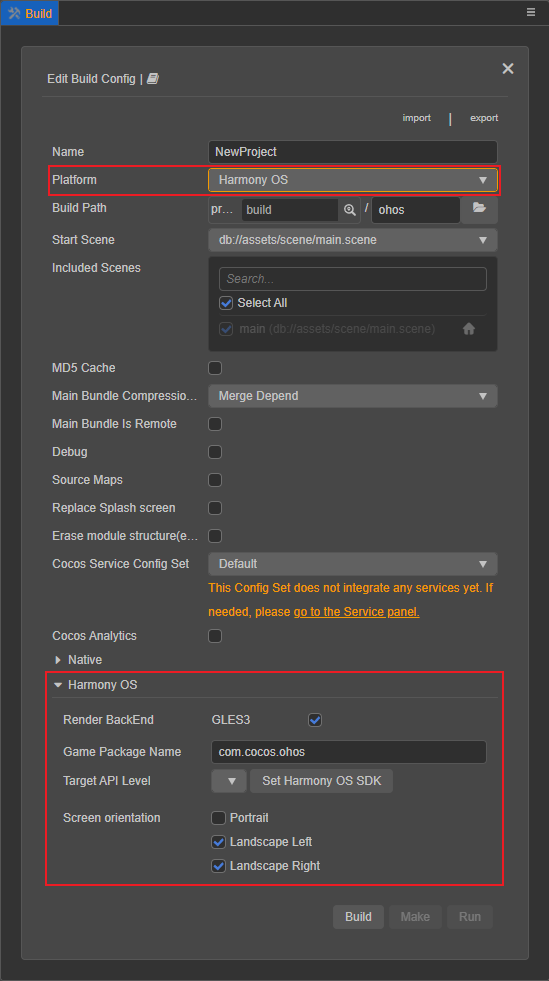 Build
Edit Build Config |
import | export
Name NewProject
Platform Harmony OS
Build Path pr... build / ohos
Start Scene db://assets/scene/main.scene
Included Scenes
Search...
Select All
main (db://assets/scene/main.scene)
MD5 Cache
Main Bundle Compressio... Merge Depend
Main Bundle Is Remote
Debug
Source Maps
Replace Splash screen
Erase module structure(e...
Cocos Service Config Set Default
This Config Set does not integrate any services yet. If
needed, please go to the Service panel.
Cocos Analytics
Native
Harmony OS
Render BackEnd GLES3
Game Package Name com.cocos.ohos
Target API Level Set Harmony OS SDK
Screen orientation Portrait
Landscape Left
Landscape Right
Build Make Run